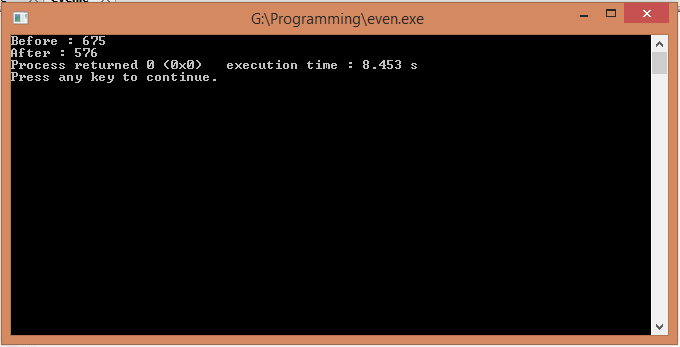 G:\Programming\even.exe
Before : 675
After : 576
Process returned 0 (0x0)   execution time : 8.453 s
Press any key to continue.